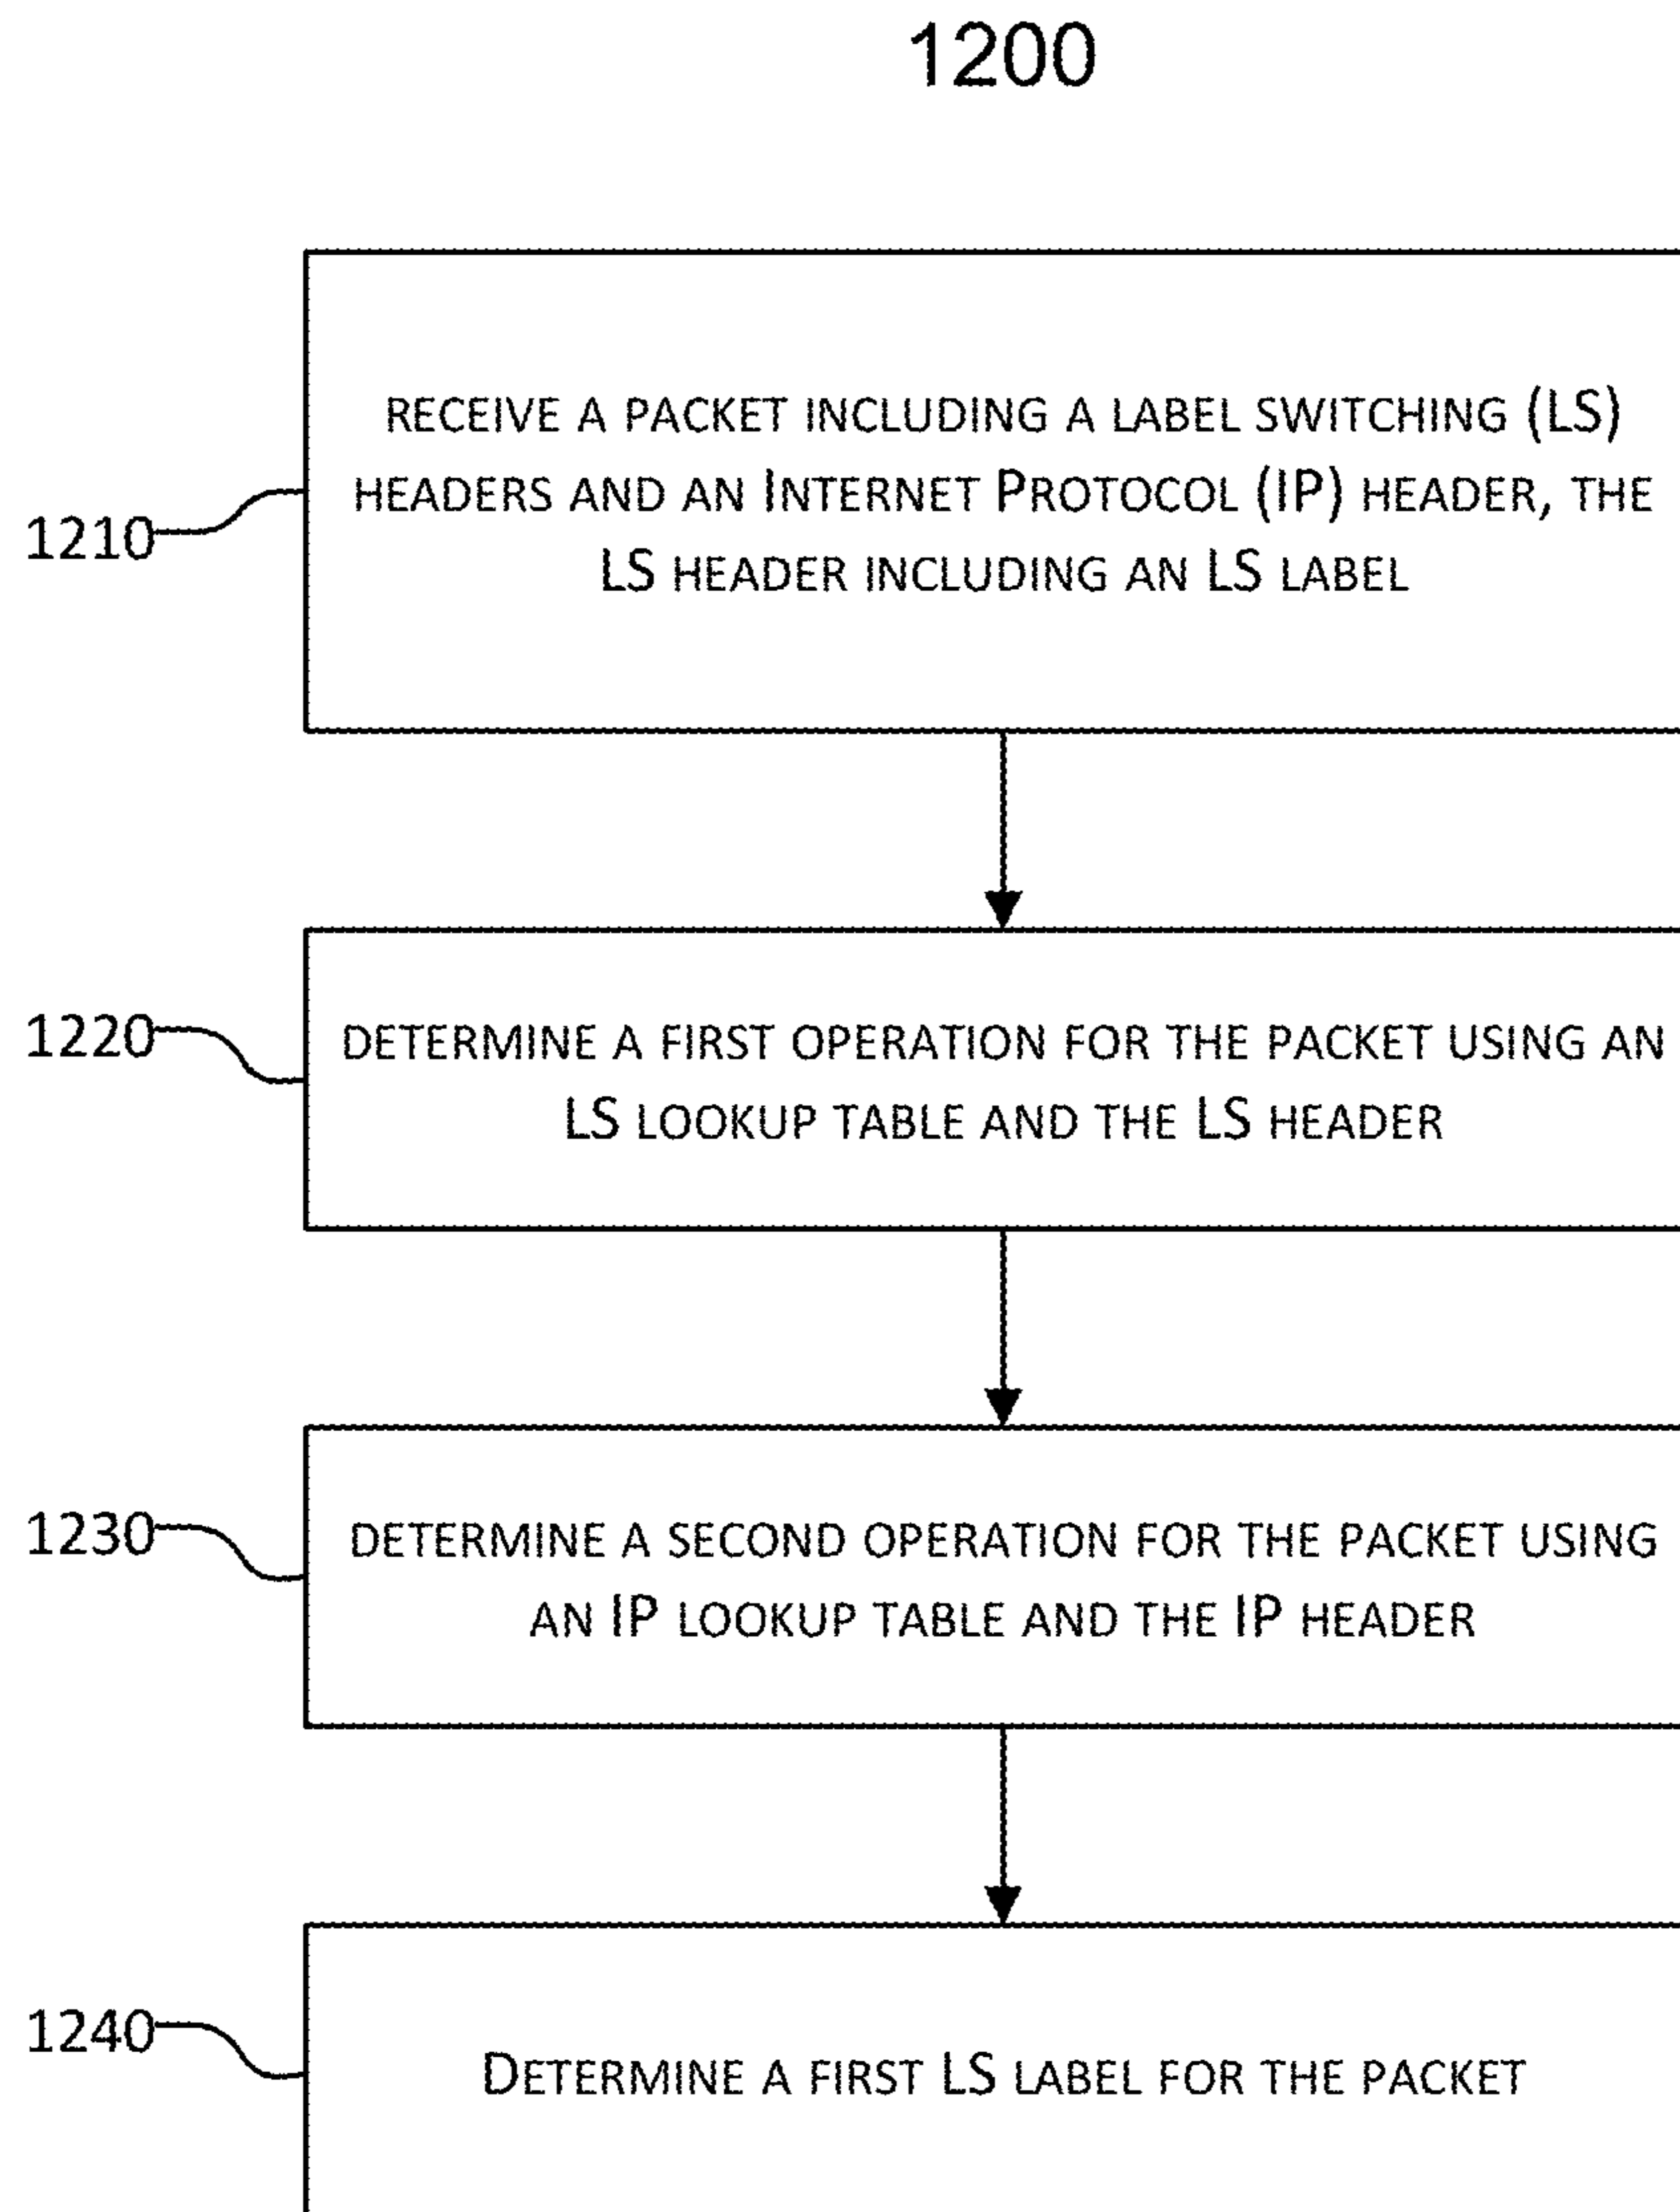 1200
RECEIVE A PACKET INCLUDING A LABEL SWITCHING (LS)
HEADERS AND AN INTERNET PROTOCOL (IP) HEADER, THE
LS HEADER INCLUDING AN LS LABEL
1210
1220
DETERMINE A FIRST OPERATION FOR THE PACKET USING AN
LS LOOKUP TABLE AND THE LS HEADER
1230
DETERMINE A SECOND OPERATION FOR THE PACKET USING
AN IP LOOKUP TABLE AND THE IP HEADER
1240
DETERMINE A FIRST LS LABEL FOR THE PACKET